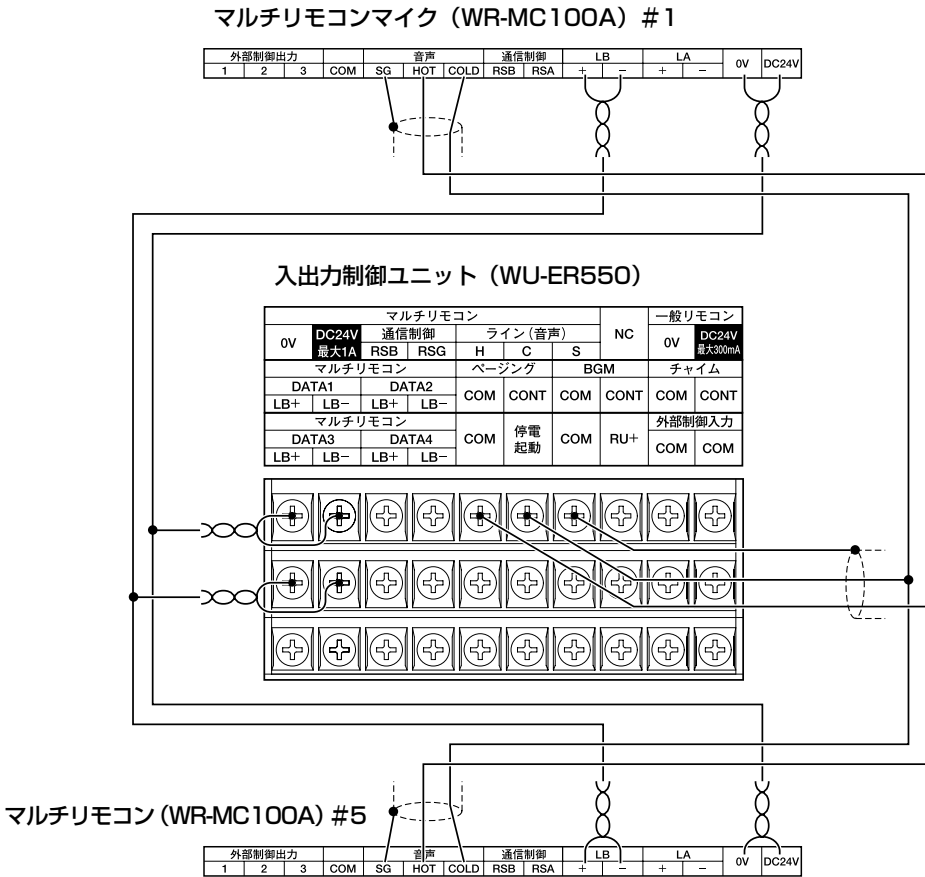 マルチリモコンマイク（WR-MC100A）#1
外部制御出力 音声 通信制御 LB LA 0V DC24V
1 2 3 COM SG HOT COLD RSB RSA + − + −
入出力制御ユニット（WU-ER550）
マルチリモコン NC 一般リモコン
0V DC24V 最大1A 通信制御 ライン（音声） 0V DC24V 最大300mA
RSB RSG H C S
マルチリモコン ページング BGM チャイム
DATA1 DATA2 COM CONT COM CONT COM CONT
LB+ LB− LB+ LB−
マルチリモコン COM 停電起動 COM RU+ 外部制御入力
DATA3 DATA4 COM COM
LB+ LB− LB+ LB−
マルチリモコン（WR-MC100A）#5
外部制御出力 音声 通信制御 LB LA 0V DC24V
1 2 3 COM SG HOT COLD RSB RSA + − + −